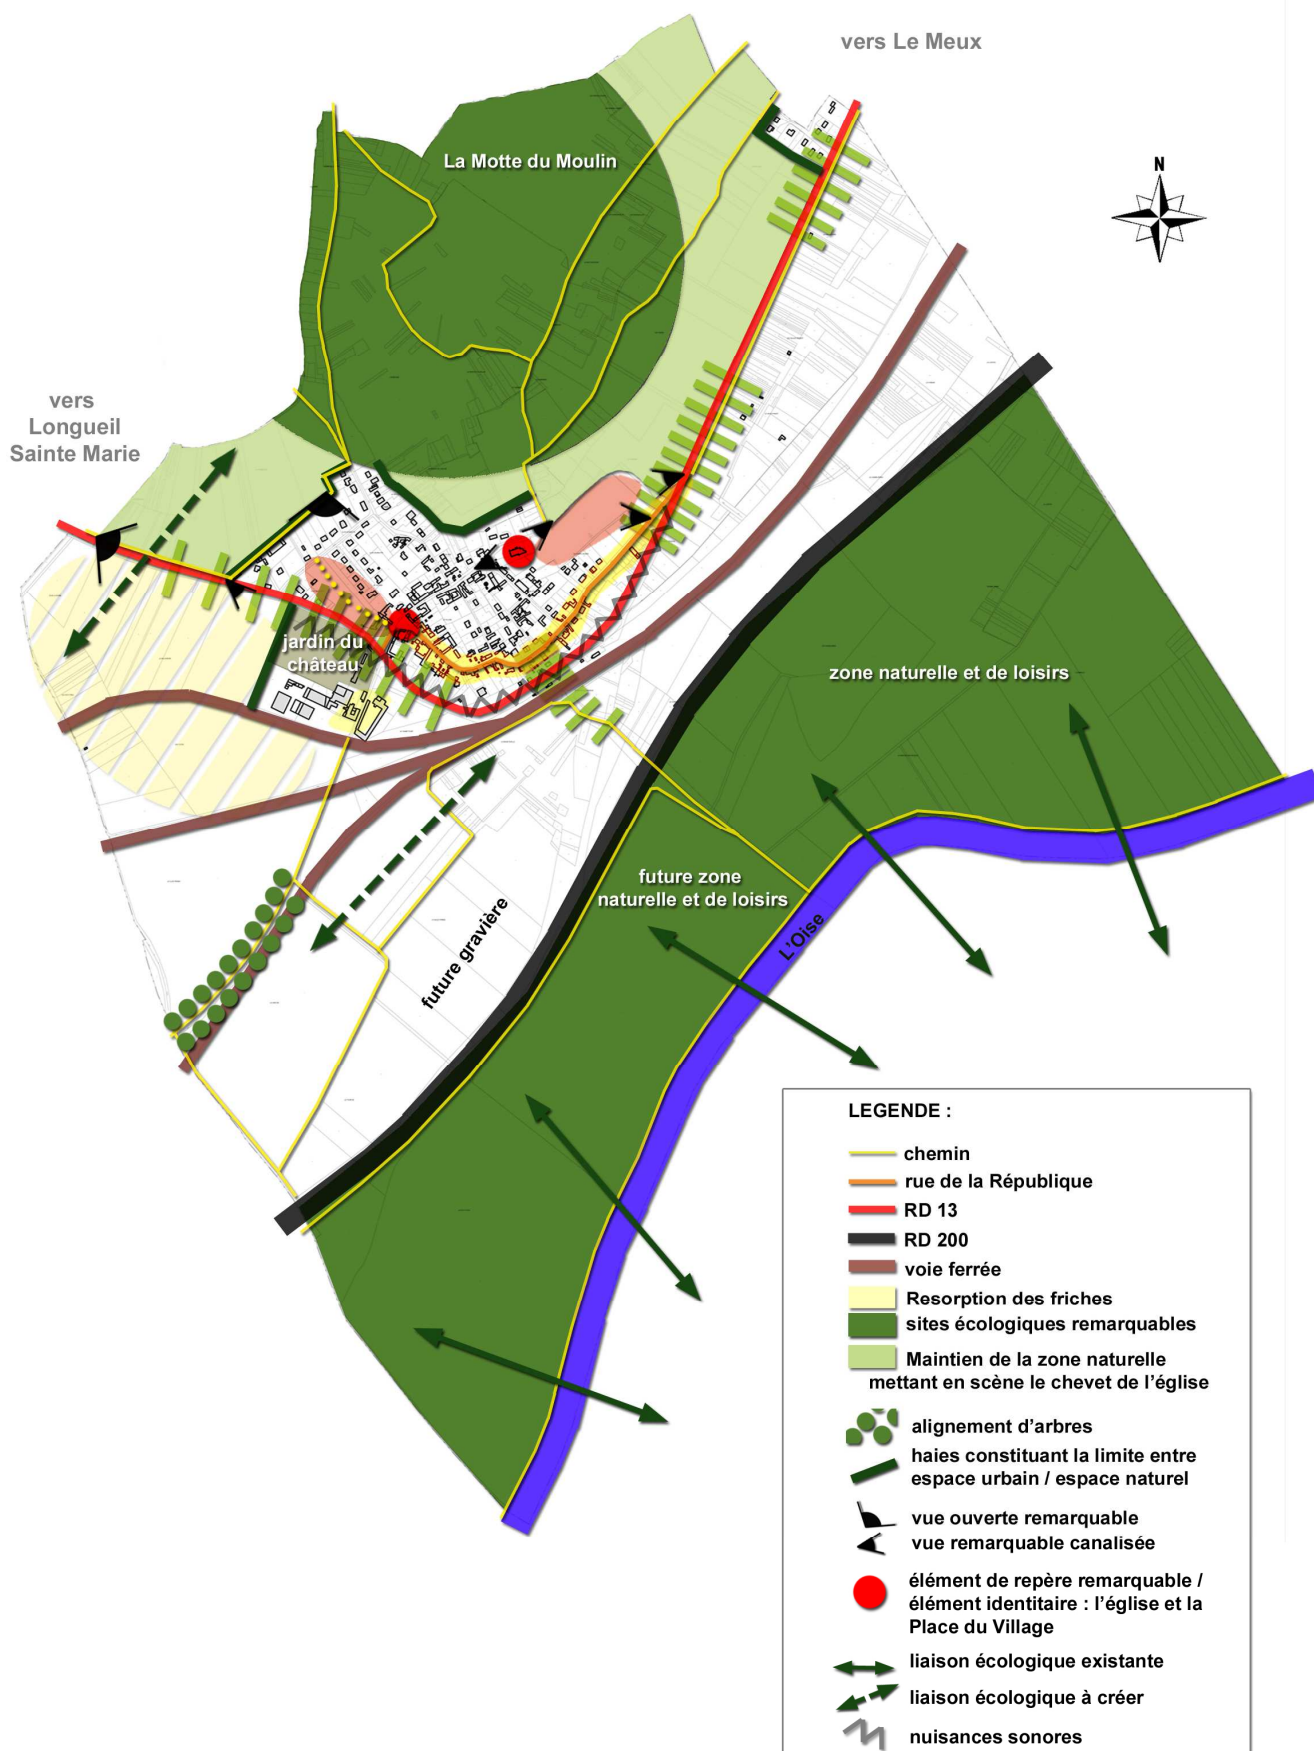 vers Le Meux
N
La Motte du Moulin
vers
Longueil
Sainte Marie
jardin du
château
zone naturelle et de loisirs
future zone
naturelle et de loisirs
L'Oise
future gravière
LEGENDE :
chemin
rue de la République
RD 13
RD 200
voie ferrée
Resorption des friches
sites écologiques remarquables
Maintien de la zone naturelle
mettant en scène le chevet de l'église
alignement d'arbres
haies constituant la limite entre
espace urbain / espace naturel
vue ouverte remarquable
vue remarquable canalisée
élément de repère remarquable /
élément identitaire : l'église et la
Place du Village
liaison écologique existante
liaison écologique à créer
nuisances sonores